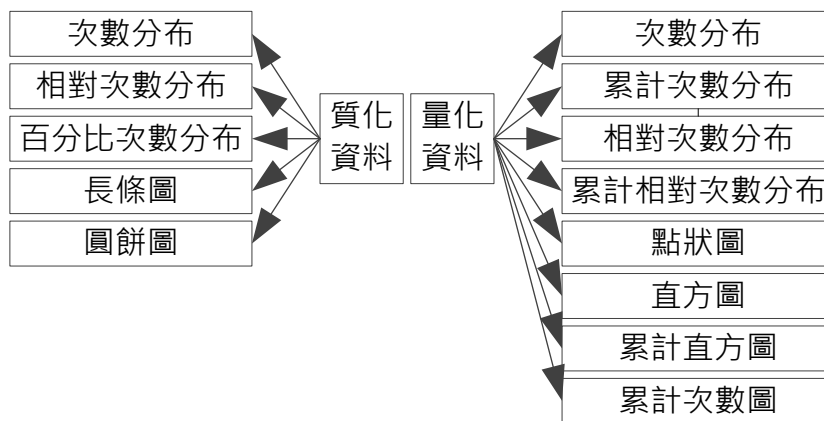 次數分布
相對次數分布
百分比次數分布
長條圖
圓餅圖
質化
資料
量化
資料
次數分布
累計次數分布
相對次數分布
累計相對次數分布
點狀圖
直方圖
累計直方圖
累計次數圖